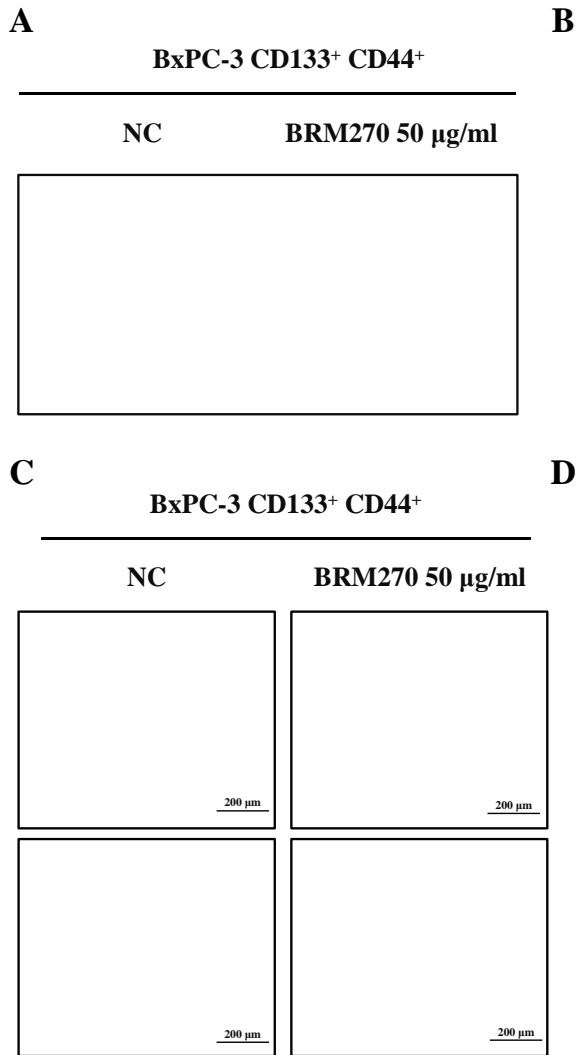 A
B
BxPC-3 CD133⁺ CD44⁺
NC
BRM270 50 μg/ml
C
D
BxPC-3 CD133⁺ CD44⁺
NC
BRM270 50 μg/ml
200 μm
200 μm
200 μm
200 μm